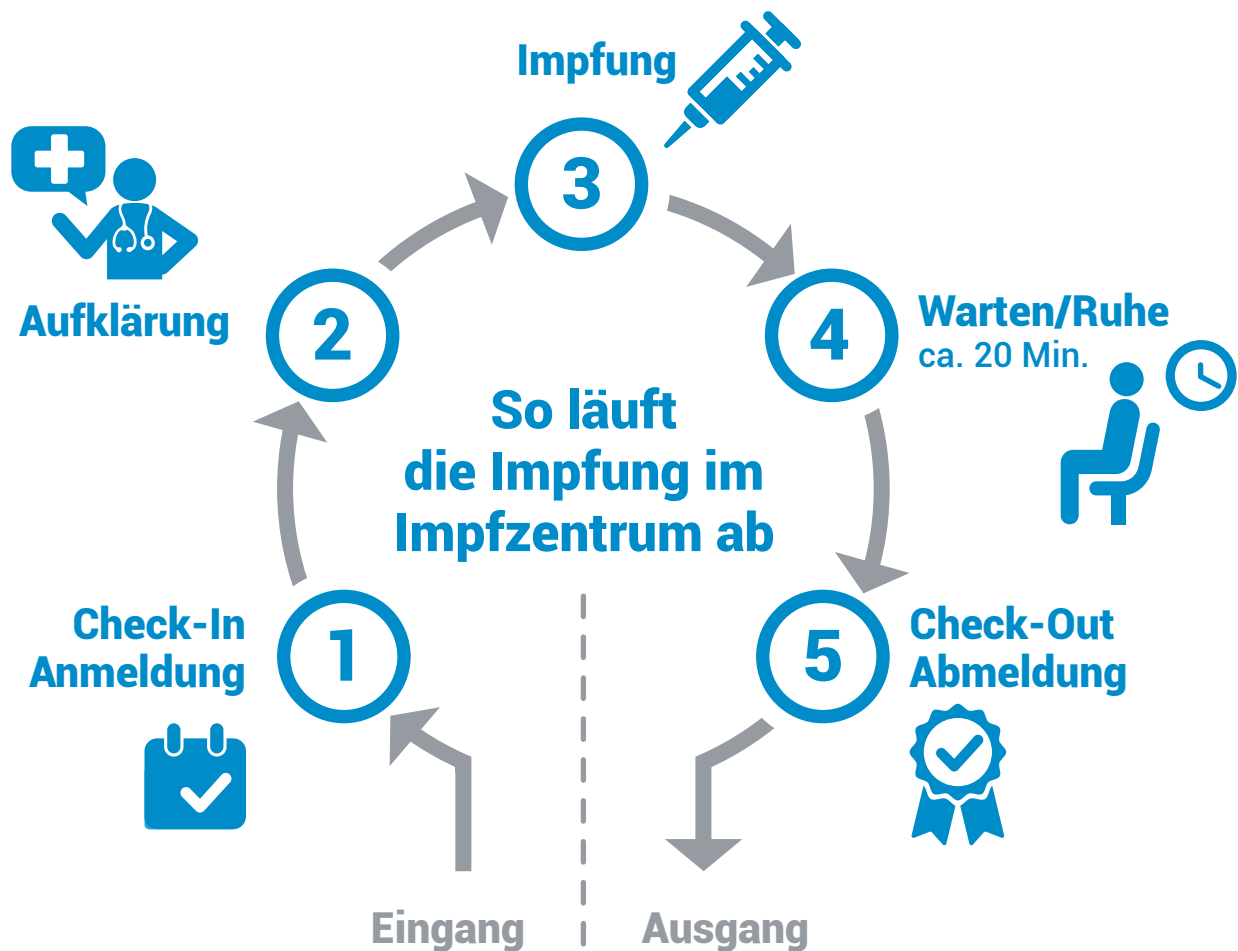 Impfung
3
Aufklärung
2
4
Warten/Ruhe
ca. 20 Min.
So läuft
die Impfung im
Impfzentrum ab
Check-In
Anmeldung
1
5
Check-Out
Abmeldung
Eingang
Ausgang